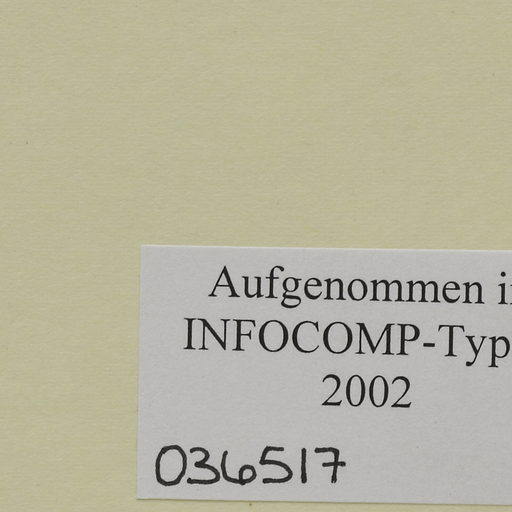 Aufgenommen i
INFOCOMP-Typ
2002
036517